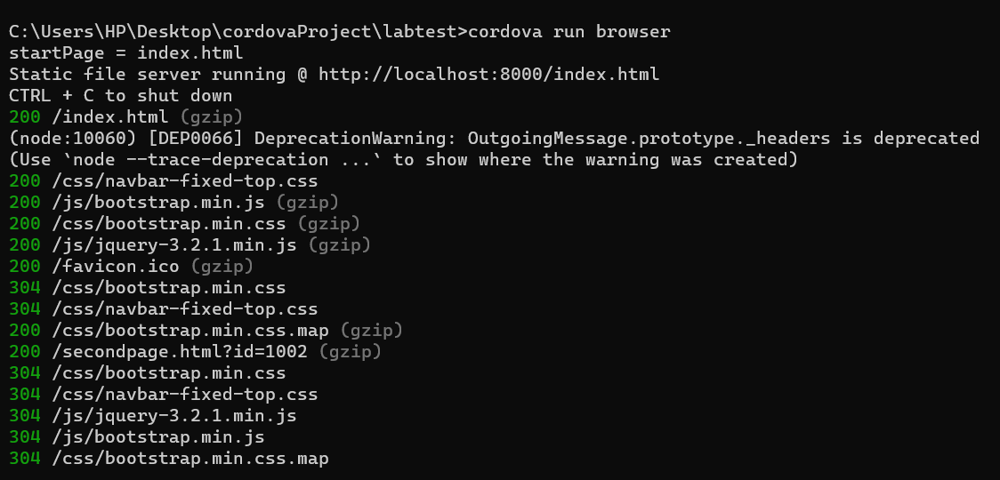 C:\Users\HP\Desktop\cordovaProject\labtest>cordova run browser
startPage = index.html
Static file server running @ http://localhost:8000/index.html
CTRL + C to shut down
200 /index.html (gzip)
(node:10060) [DEP0066] DeprecationWarning: OutgoingMessage.prototype._headers is deprecated
(Use `node --trace-deprecation ...` to show where the warning was created)
200 /css/navbar-fixed-top.css
200 /js/bootstrap.min.js (gzip)
200 /css/bootstrap.min.css (gzip)
200 /js/jquery-3.2.1.min.js (gzip)
200 /favicon.ico (gzip)
304 /css/bootstrap.min.css
304 /css/navbar-fixed-top.css
200 /css/bootstrap.min.css.map (gzip)
200 /secondpage.html?id=1002 (gzip)
304 /css/bootstrap.min.css
304 /css/navbar-fixed-top.css
304 /js/jquery-3.2.1.min.js
304 /js/bootstrap.min.js
304 /css/bootstrap.min.css.map